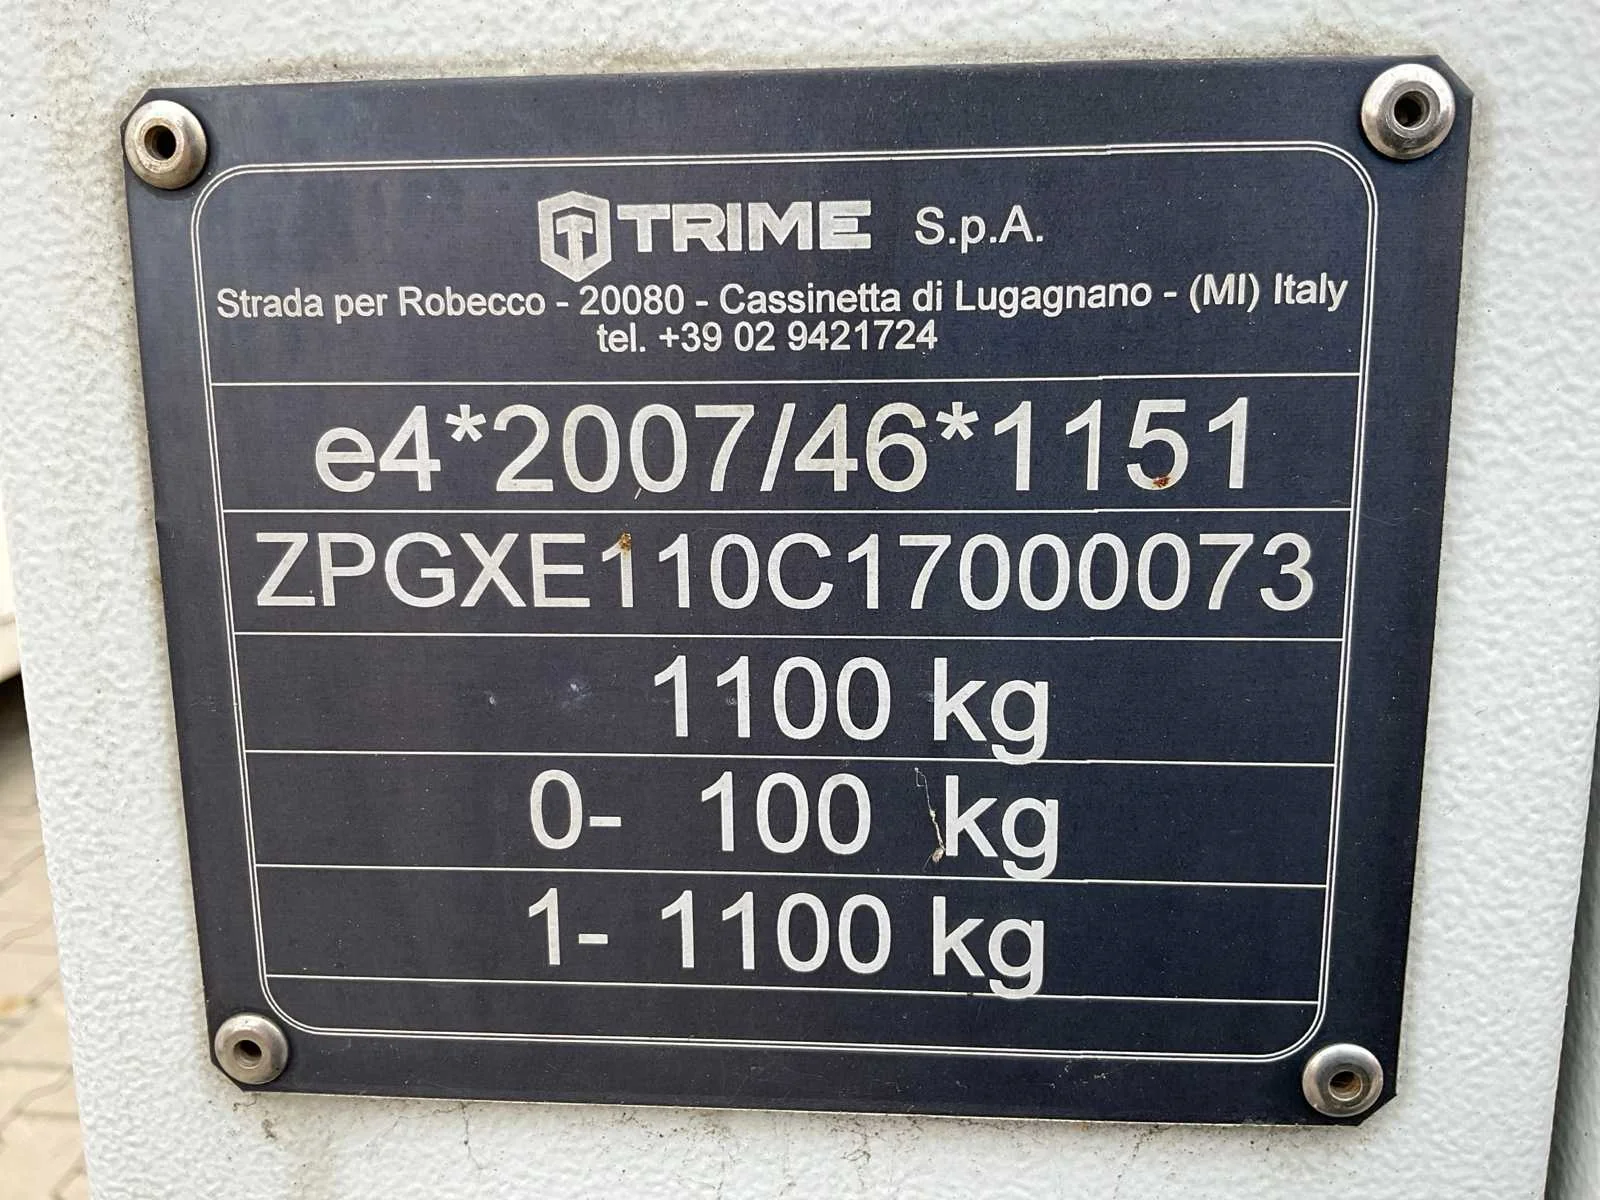 TRIME S.p.A.
Strada per Robecco - 20080 - Cassinetta di Lugagnano - (MI) Italy
tel. +39 02 9421724
e4*2007/46*1151
ZPGXE110C17000073
1100 kg
0- 100 kg
1- 1100 kg